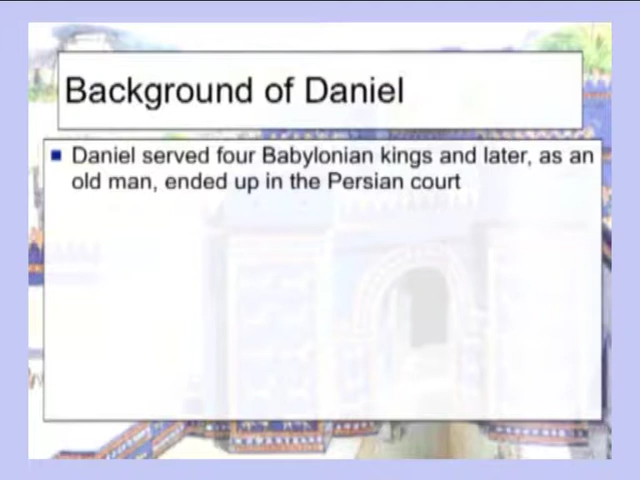 Background of Daniel
Daniel served four Babylonian kings and later, as an
old man, ended up in the Persian court